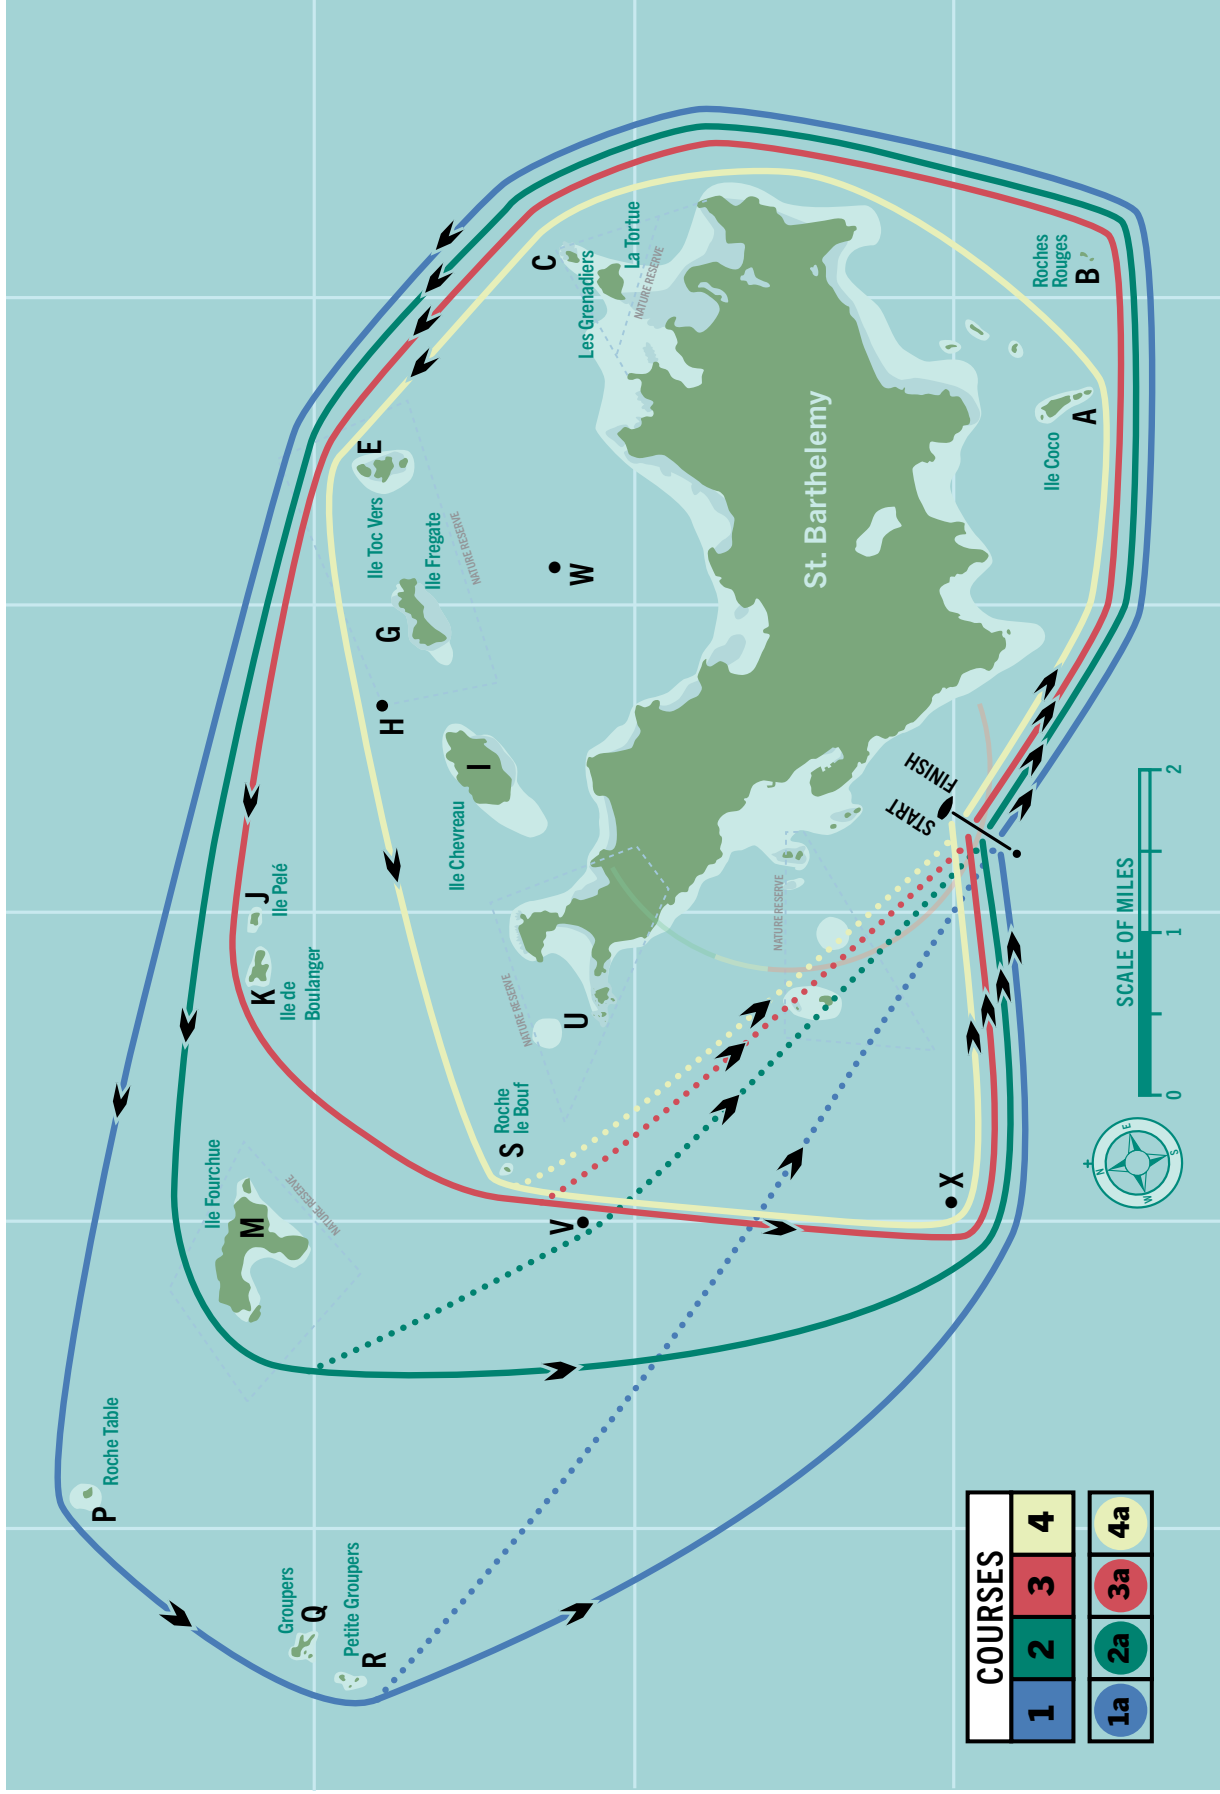 P
Roche Table
Groupers
Q
Petite Groupers
R
Ile Fourchue
M
NATURE RESERVE
K
Ile de
Boulanger
J
Ile Pelé
H
G
Ile Toc Vers
E
Ile Fregate
NATURE RESERVE
I
Ile Chevreau
W
C
Les Grenadiers
La Tortue
NATURE RESERVE
S
Roche
le Bouf
NATURE RESERVE
U
V
St. Barthelemy
NATURE RESERVE
START
FINISH
X
Ile Coco
A
Roches
Rouges
B
COURSES
1
2
3
4
1a
2a
3a
4a
N
E
S
W
SCALE OF MILES
0
1
2